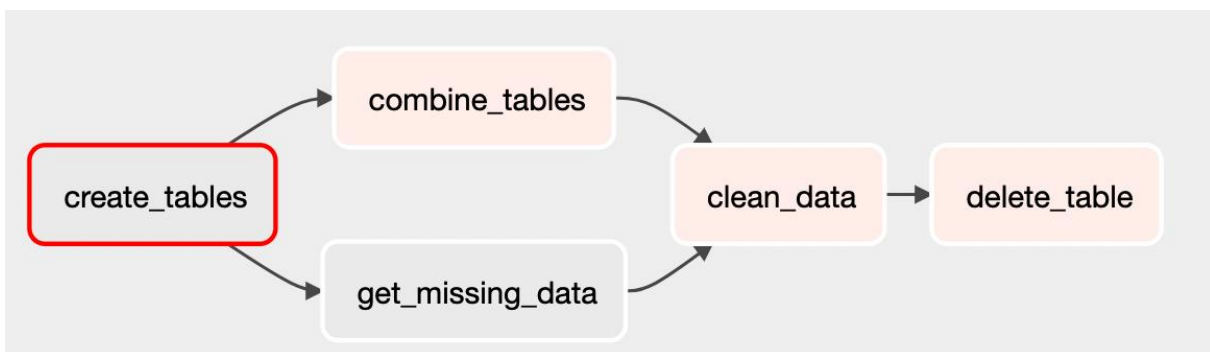 combine_tables
create_tables
clean_data
delete_table
get_missing_data